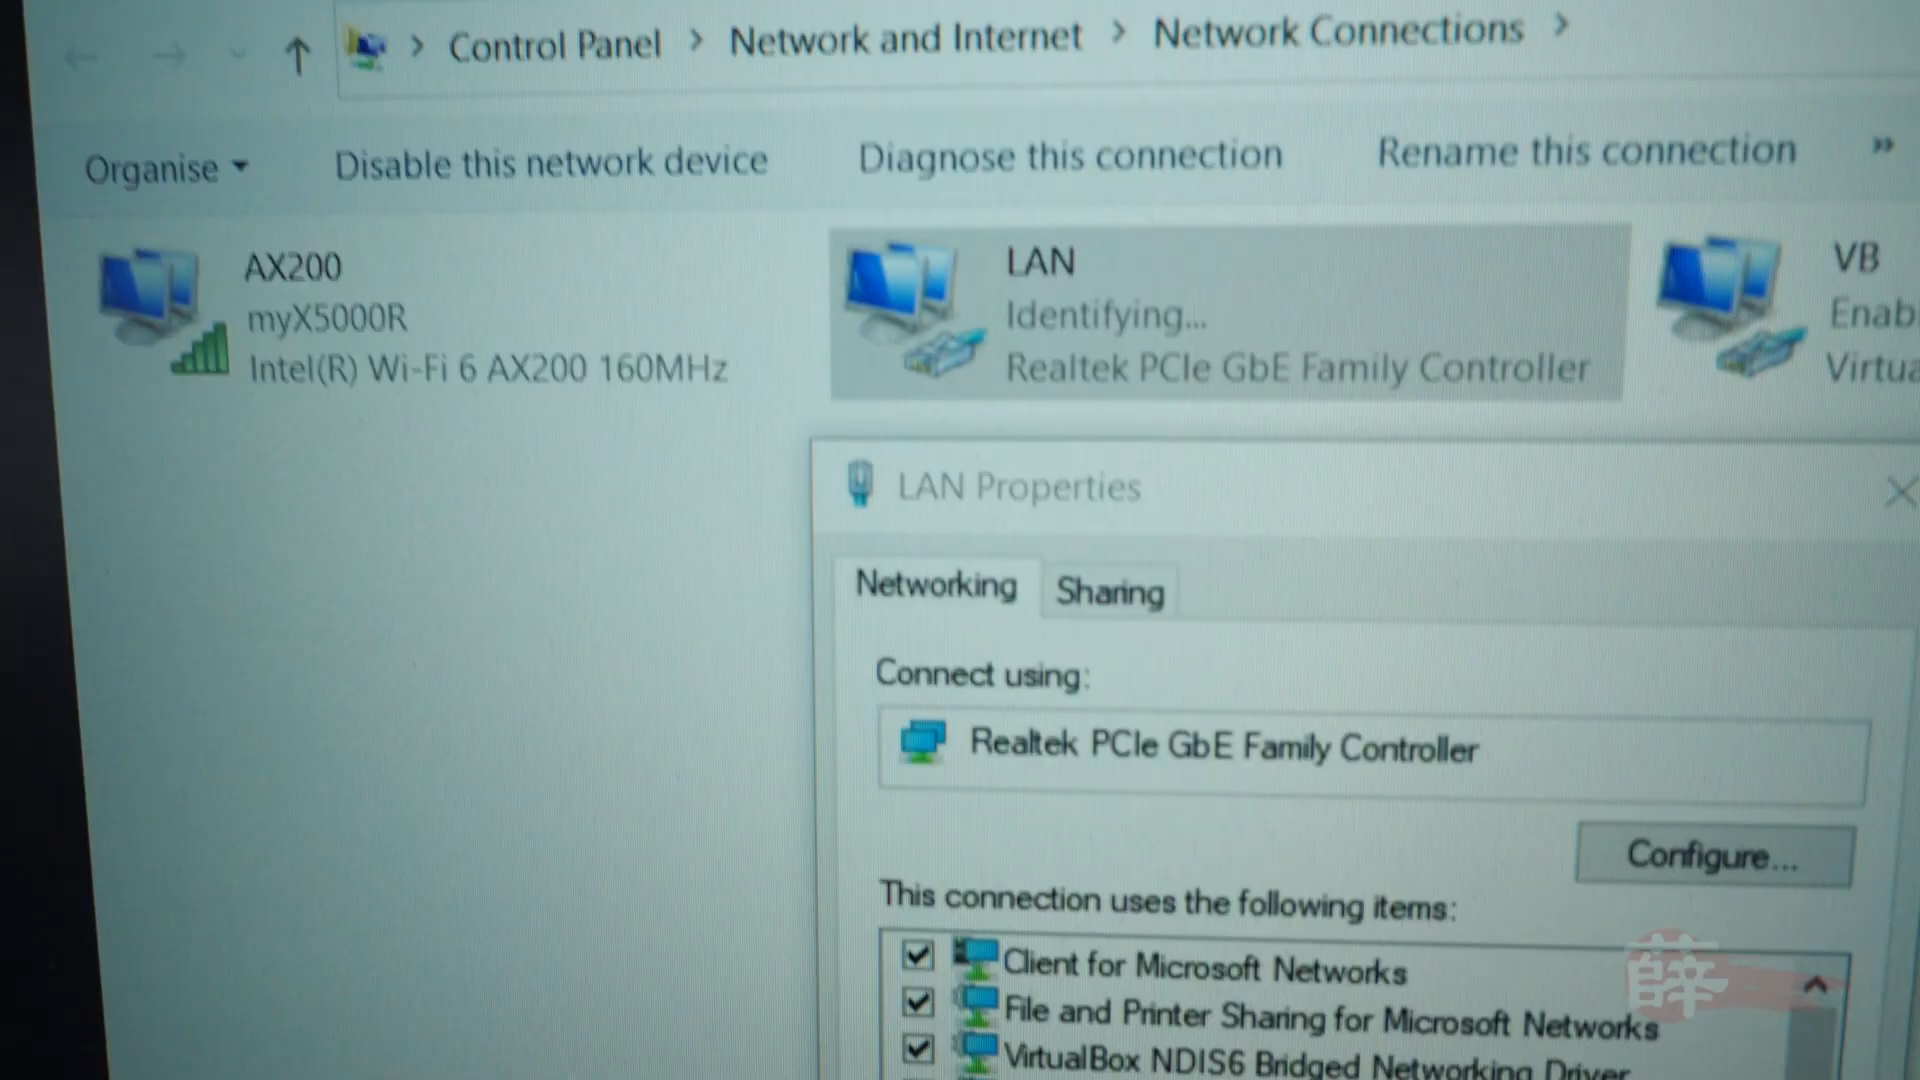 Control Panel > Network and Internet > Network Connections >
Organise Disable this network device Diagnose this connection Rename this connection »
AX200
myX5000R
Intel(R) Wi-Fi 6 AX200 160MHz
LAN
Identifying...
Realtek PCIe GbE Family Controller
VB
Enab
Virtua
LAN Properties
Networking Sharing
Connect using:
Realtek PCIe GbE Family Controller
Configure...
This connection uses the following items:
Client for Microsoft Networks
File and Printer Sharing for Microsoft Networks
VirtualBox NDIS6 Bridged Networking Driver
薛